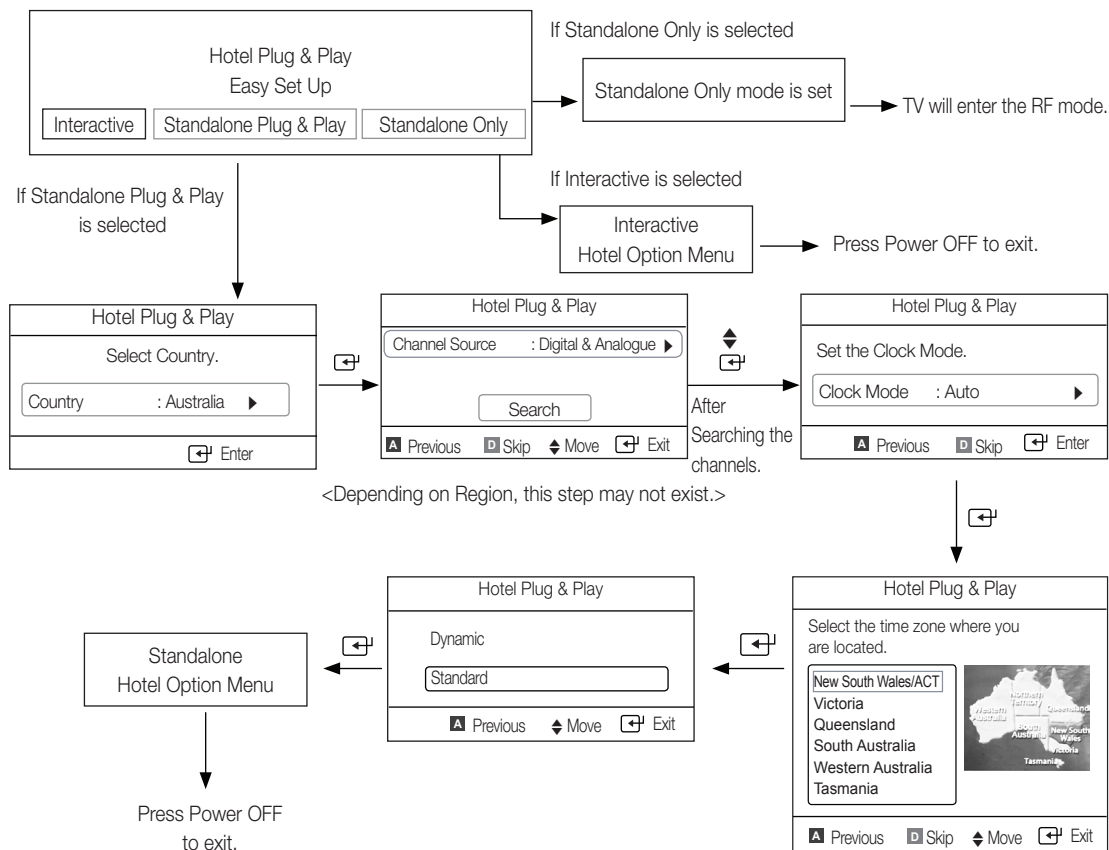 Hotel Plug & Play
Easy Set Up
Interactive
Standalone Plug & Play
Standalone Only
If Standalone Only is selected
Standalone Only mode is set
TV will enter the RF mode.
If Interactive is selected
Interactive
Hotel Option Menu
Press Power OFF to exit.
If Standalone Plug & Play
is selected
Hotel Plug & Play
Select Country.
Country : Australia
Enter
Hotel Plug & Play
Channel Source : Digital & Analogue
Search
A Previous D Skip Move Exit
<Depending on Region, this step may not exist.>
After
Searching the
channels.
Hotel Plug & Play
Set the Clock Mode.
Clock Mode : Auto
A Previous D Skip Enter
Hotel Plug & Play
Select the time zone where you
are located.
New South Wales/ACT
Victoria
Queensland
South Australia
Western Australia
Tasmania
Western
Australia
Northern
Territory
Queensland
South
Australia
New South
Wales
Victoria
Tasmania
A Previous D Skip Move Exit
Hotel Plug & Play
Dynamic
Standard
A Previous Move Exit
Standalone
Hotel Option Menu
Press Power OFF
to exit.